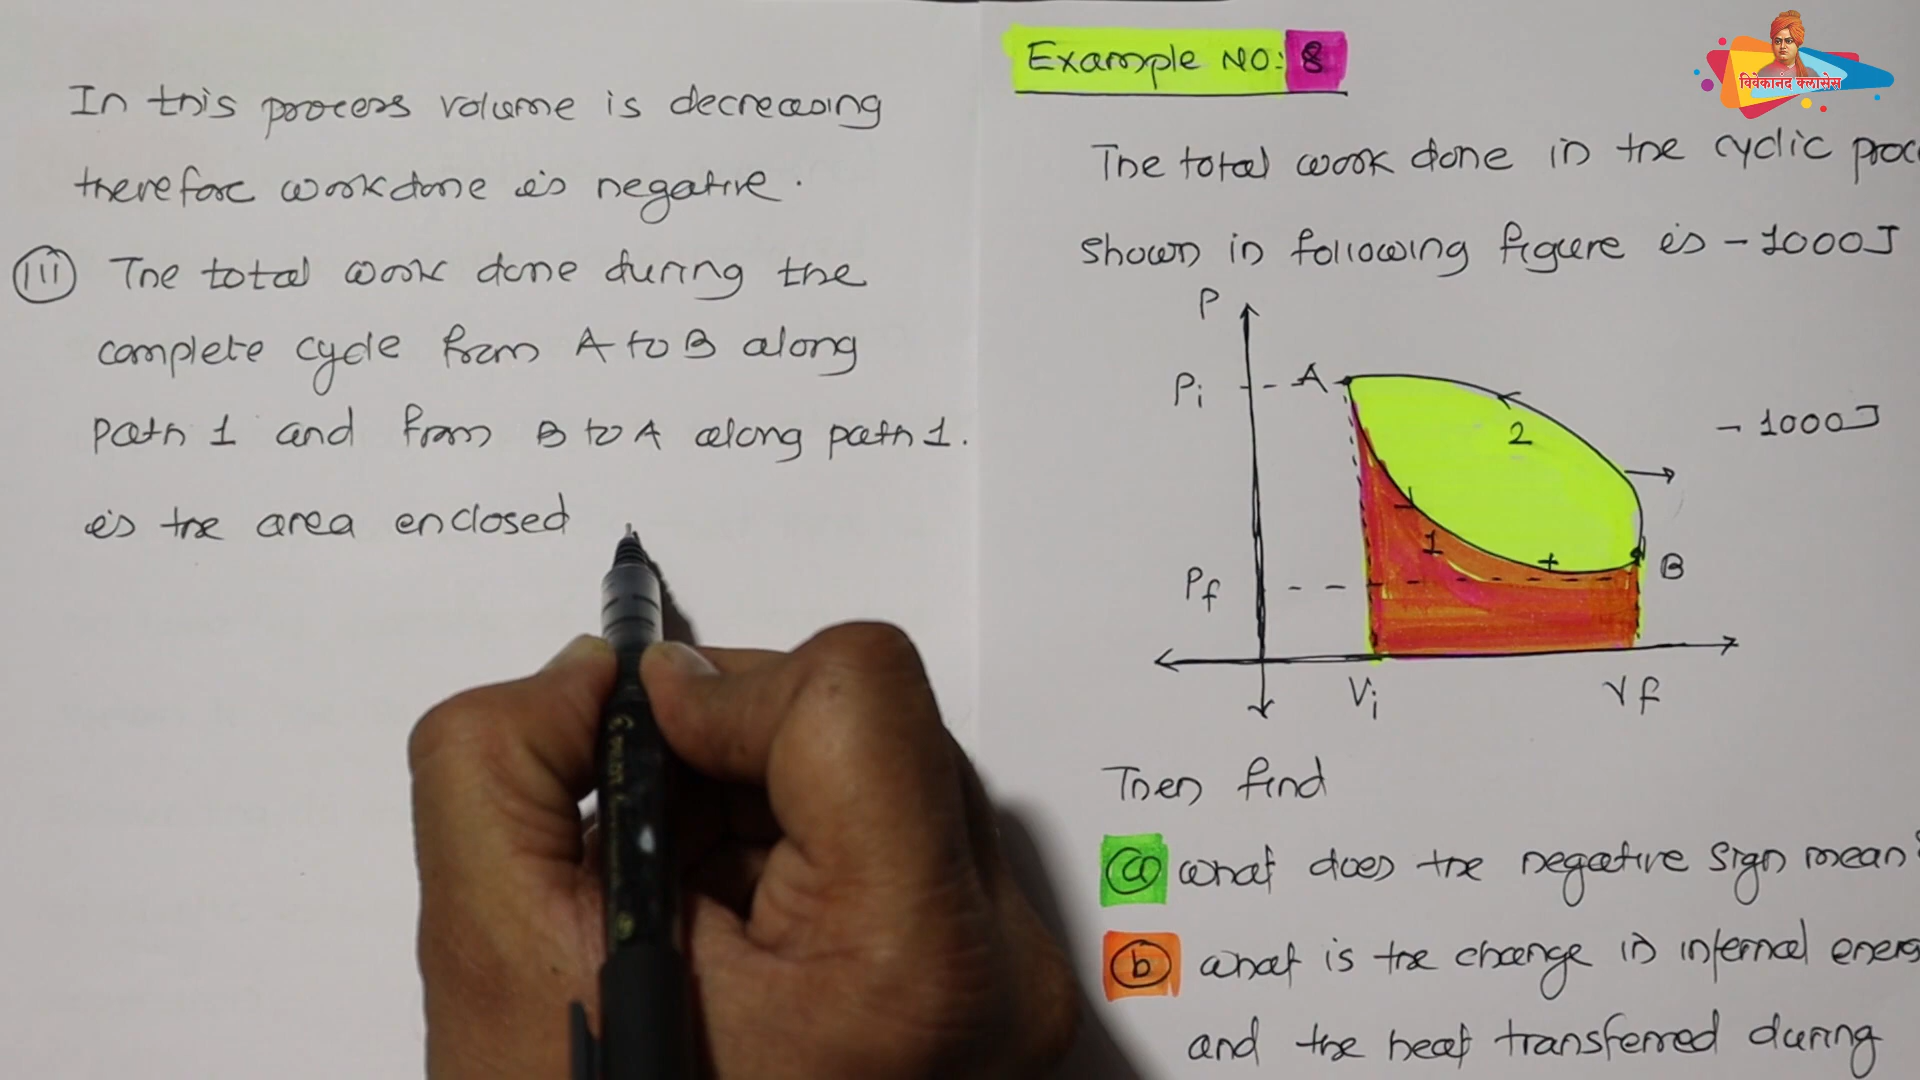 In this process volume is decreasing
therefore workdone is negative.
(III) The total work done during the
complete cycle from A to B along
path 1 and from B to A along path 1.
is the area enclosed
Example NO: 8
विवेकानंद क्लासेस
The total work done in the cyclic proc
shown in following figure is - 1000J
P
Pi
A
2
- 1000J
1
+
B
Pf
Vi
Vf
Then find
(a) what does the negative sign mean?
(b) what is the change in internal energ
and the heat transferred during